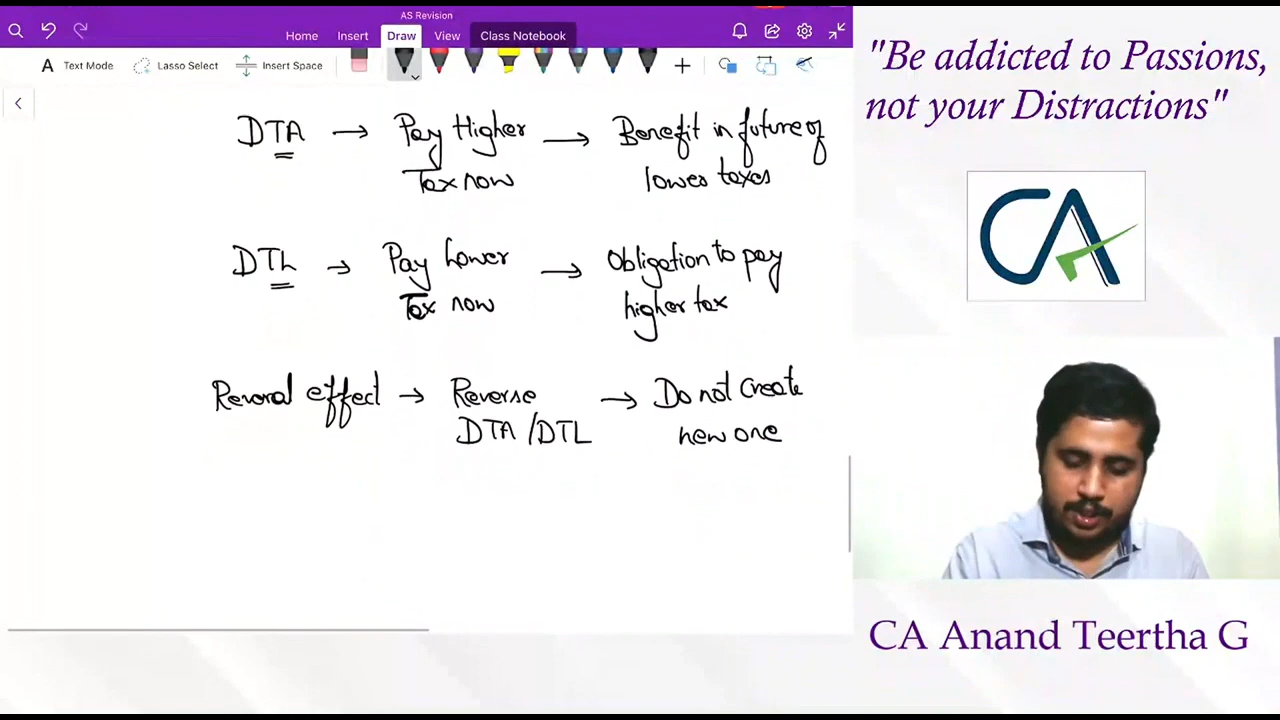 AS Revision
Home Insert Draw View Class Notebook
A Text Mode Lasso Select Insert Space
DTA → Pay Higher → Benefit in future of
Tax now lower taxes
DTL → Pay Lower → Obligation to pay
Tax now higher tax
Reversal effect → Reverse → Do not create
DTA / DTL new one
"Be addicted to Passions,
not your Distractions"
CA
CA Anand Teertha G